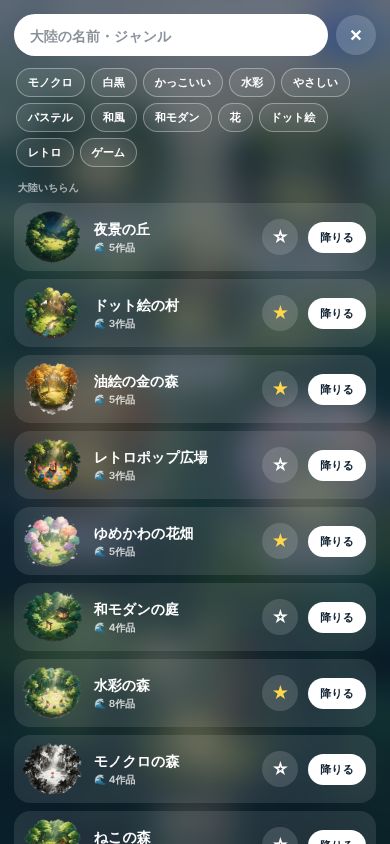 大陸の名前・ジャンル
×
モノクロ 白黒 かっこいい 水彩 やさしい
パステル 和風 和モダン 花 ドット絵
レトロ ゲーム
大陸いちらん
夜景の丘
🌊 5作品
☆ 降りる
ドット絵の村
🌊 3作品
★ 降りる
油絵の金の森
🌊 5作品
★ 降りる
レトロポップ広場
🌊 3作品
☆ 降りる
ゆめかわの花畑
🌊 5作品
★ 降りる
和モダンの庭
🌊 4作品
☆ 降りる
水彩の森
🌊 8作品
★ 降りる
モノクロの森
🌊 4作品
☆ 降りる
ねこの森
☆ 降りる